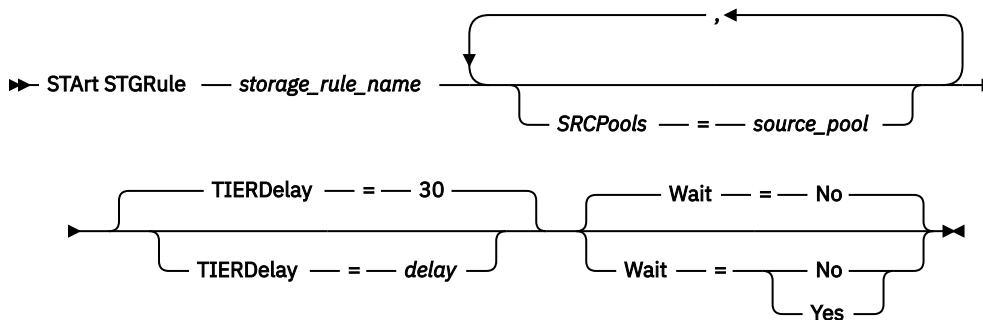 ,
STArt STGRule storage_rule_name
SRCPools = source_pool
TIERDelay = 30 Wait = No
TIERDelay = delay Wait = No
Yes